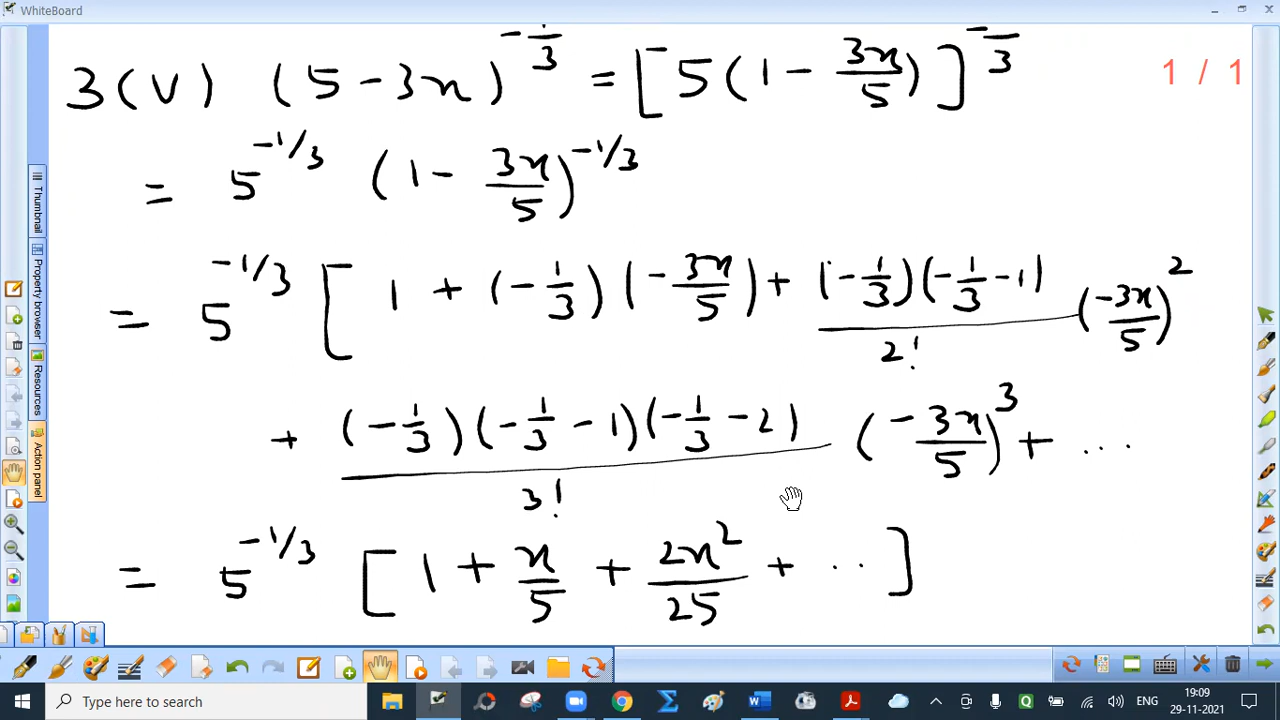 WhiteBoard
3(V) (5-3x)^{-1/3} = [5(1 - 3x/5)]^{-1/3}
1 / 1
= 5^{-1/3} (1 - 3x/5)^{-1/3}
= 5^{-1/3} [ 1 + (-1/3)(-3x/5) + (-1/3)(-1/3 -1)/2! (-3x/5)^2
+ (-1/3)(-1/3 -1)(-1/3 -2)/3! (-3x/5)^3 + ...
= 5^{-1/3} [ 1 + x/5 + 2x^2/25 + ... ]
Thumbnail
Property browser
Resources
Action panel
Type here to search
ENG
19:09
29-11-2021